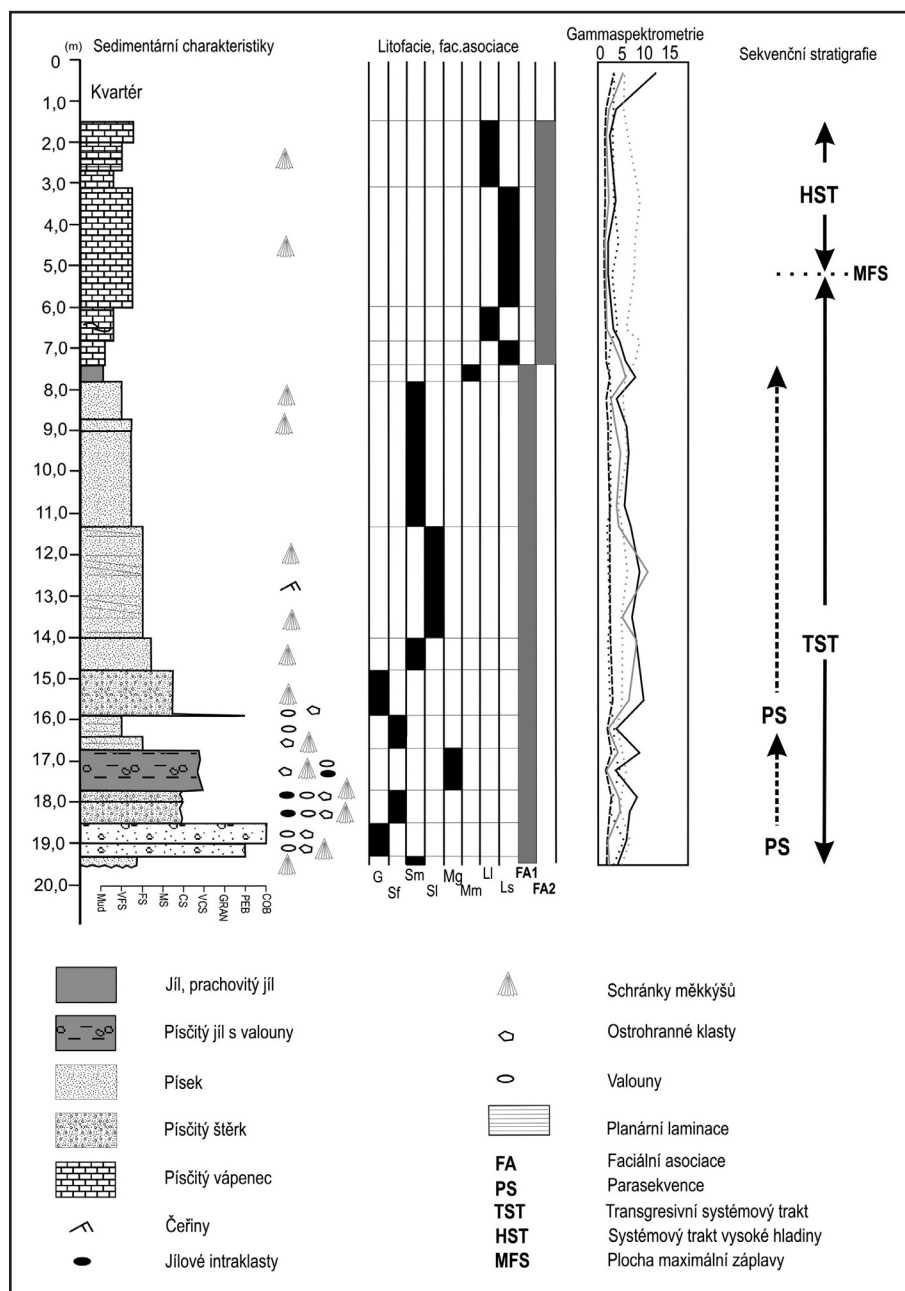 Sedimentární charakteristiky
Litofacie, fac.asociace
Gammaspektrometrie
Sekvenční stratigrafie
(m)
0 5 10 15
0
Kvartér
1,0
2,0
3,0
4,0
5,0
6,0
7,0
8,0
9,0
10,0
11,0
12,0
13,0
14,0
15,0
16,0
17,0
18,0
19,0
20,0
HST
MFS
TST
PS
PS
Mud
VFS
FS
MS
CS
VCS
GRAN
PEB
COB
G
Sf
Sm
Sl
Mg
Mm
Ll
Ls
FA1
FA2
Jíl, prachovitý jíl
Písčitý jíl s valouny
Písek
Písčitý štěrk
Písčitý vápenec
Čeřiny
Jílové intraklasty
Schránky měkkýšů
Ostrohranné klasty
Valouny
Planární laminace
FA Faciální asociace
PS Parasekvence
TST Transgresivní systémový trakt
HST Systémový trakt vysoké hladiny
MFS Plocha maximální záplavy